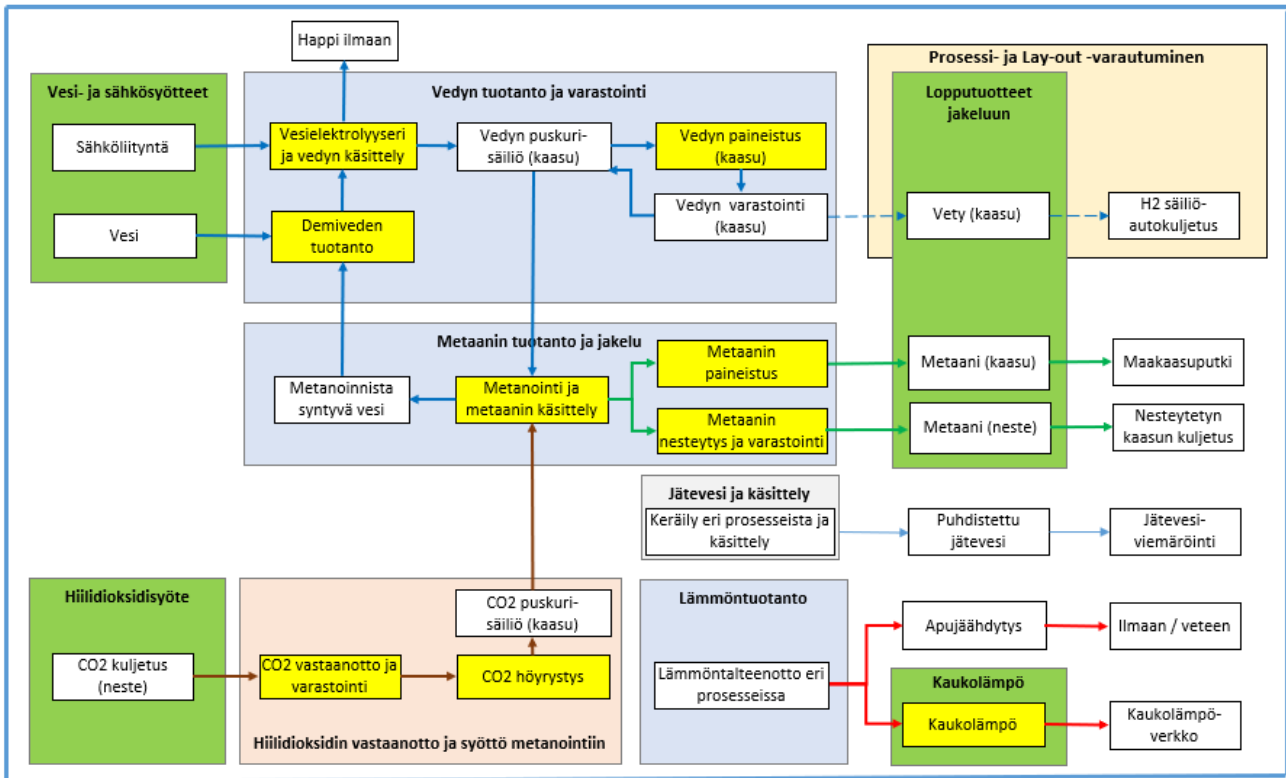 Happi ilmaan
Prosessi- ja Lay-out -varautuminen
Vesi- ja sähkösyötteet
Vedyn tuotanto ja varastointi
Lopputuotteet
jakeluun
Sähköliityntä
Vesielektrolyyseri
ja vedyn käsittely
Vedyn puskuri-
säiliö (kaasu)
Vedyn paineistus
(kaasu)
Vesi
Demiveden
tuotanto
Vedyn varastointi
(kaasu)
Vety (kaasu)
H2 säiliö-
autokuljetus
Metaanin tuotanto ja jakelu
Metanoinnista
syntyvä vesi
Metanointi ja
metaanin käsittely
Metaanin
paineistus
Metaani (kaasu)
Maakaasuputki
Metaanin
nesteytys ja varastointi
Metaani (neste)
Nesteytetyn
kaasun kuljetus
Jätevesi ja käsittely
Keräily eri prosesseista ja
käsittely
Puhdistettu
jätevesi
Jätevesi-
viemäröinti
Hiilidioksidisyöte
CO2 kuljetus
(neste)
CO2 vastaanotto ja
varastointi
CO2 puskuri-
säiliö (kaasu)
CO2 höyrystys
Hiilidioksidin vastaanotto ja syöttö metanointiin
Lämmöntuotanto
Lämmöntalteenotto eri
prosesseissa
Apujäähdytys
Ilmaan / veteen
Kaukolämpö
Kaukolämpö
Kaukolämpö-
verkko